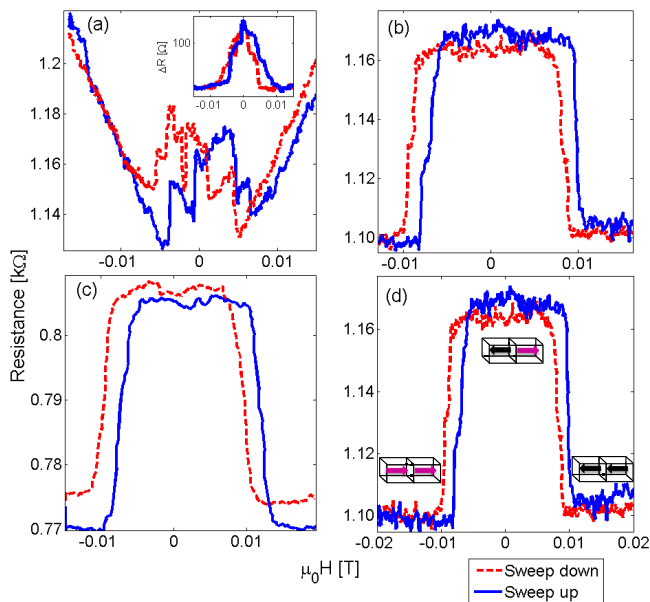 (a)
ΔR [Ω]
100
-0.01 0 0.01
1.2
1.18
1.16
1.14
-0.01 0 0.01
(b)
1.16
1.14
1.12
1.10
-0.01 0 0.01
Resistance [kΩ]
(c)
0.8
0.79
0.78
0.77
-0.01 0 0.01
(d)
1.16
1.14
1.12
1.10
-0.02 -0.01 0 0.01 0.02
μ0H [T]
Sweep down
Sweep up